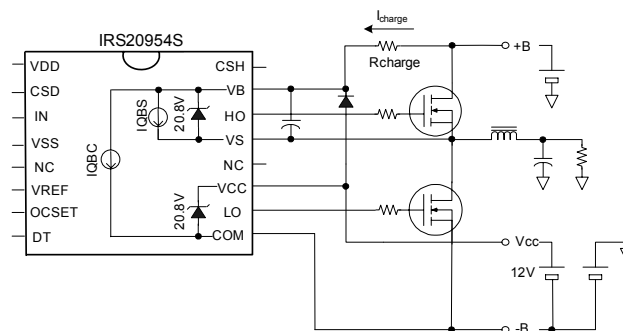 IRS20954S
VDD
CSD
IN
VSS
NC
VREF
OCSET
DT
CSH
VB
HO
VS
NC
VCC
LO
COM
IQBS
20.8V
IQBC
20.8V
Icharge
Rcharge
+B
Vcc
12V
-B